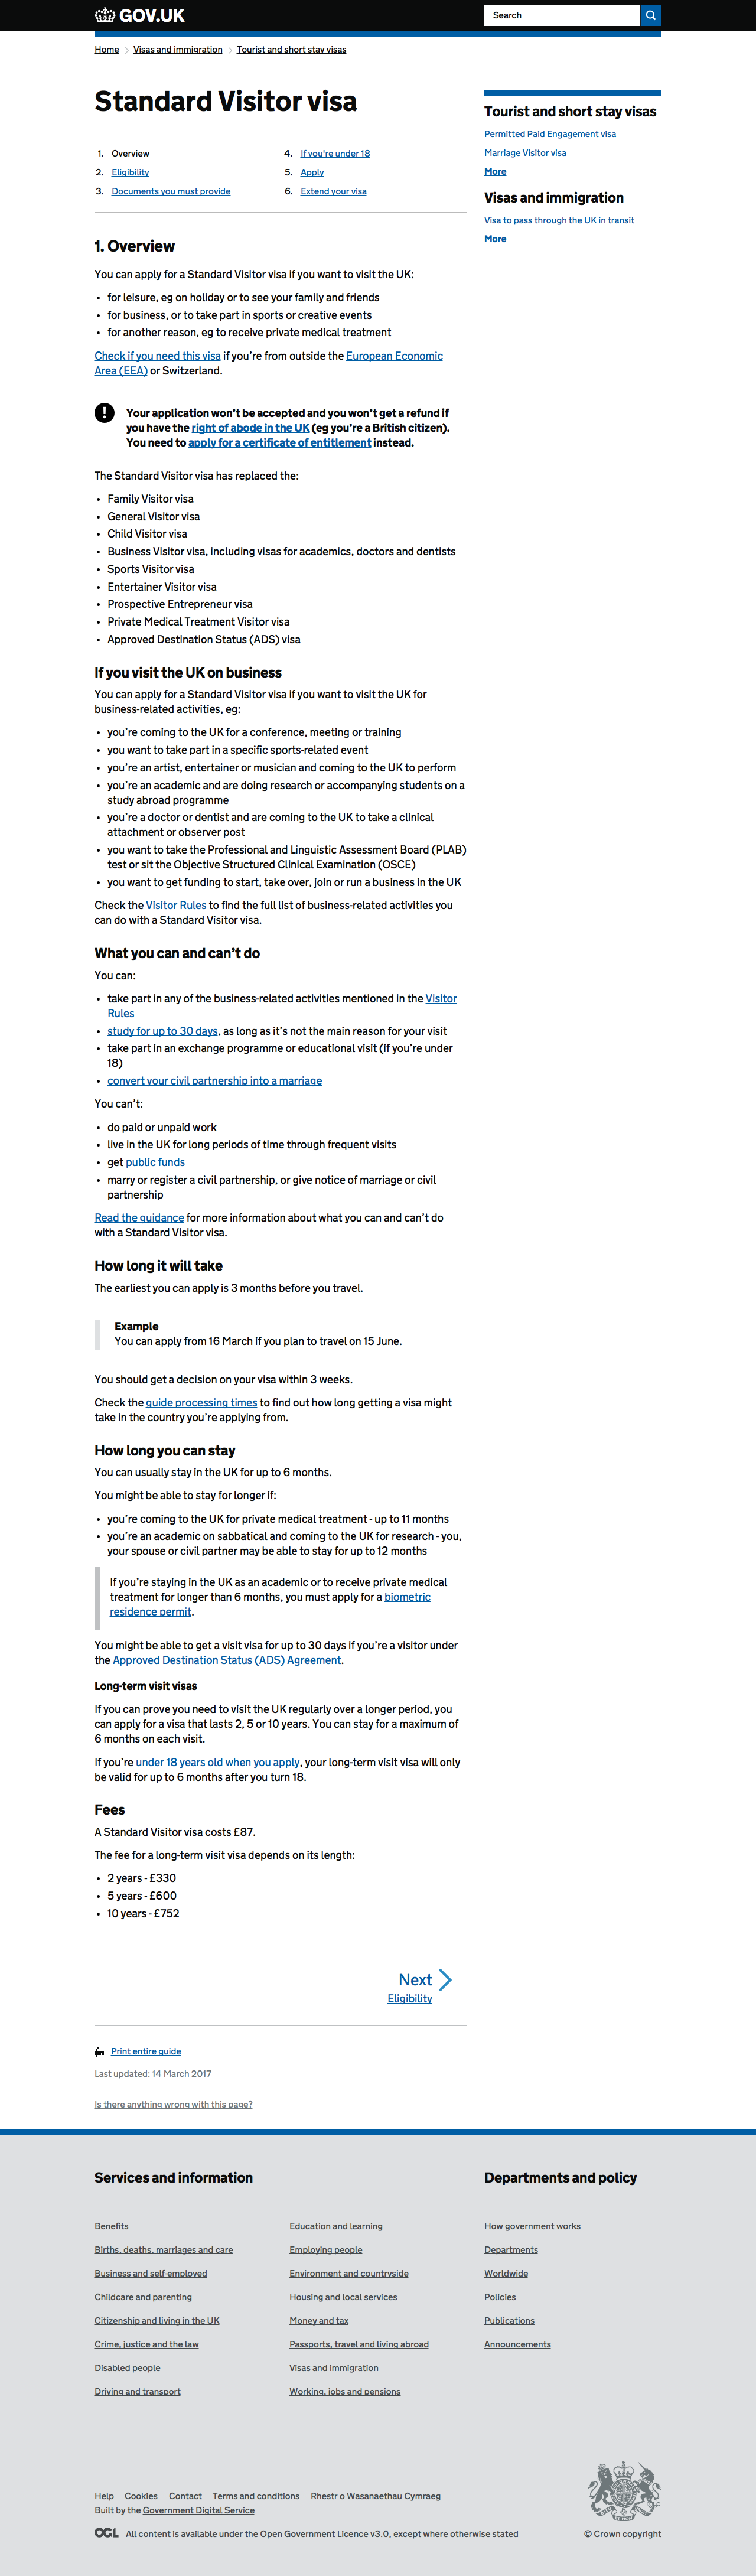 GOV.UK
Search
Home
Visas and immigration
Tourist and short stay visas
Standard Visitor visa
1. Overview
2. Eligibility
3. Documents you must provide
4. If you're under 18
5. Apply
6. Extend your visa
Tourist and short stay visas
Permitted Paid Engagement visa
Marriage Visitor visa
More
Visas and immigration
Visa to pass through the UK in transit
More
1. Overview
You can apply for a Standard Visitor visa if you want to visit the UK:
• for leisure, eg on holiday or to see your family and friends
• for business, or to take part in sports or creative events
• for another reason, eg to receive private medical treatment
Check if you need this visa if you're from outside the European Economic
Area (EEA) or Switzerland.
!
Your application won't be accepted and you won't get a refund if
you have the right of abode in the UK (eg you're a British citizen).
You need to apply for a certificate of entitlement instead.
The Standard Visitor visa has replaced the:
• Family Visitor visa
• General Visitor visa
• Child Visitor visa
• Business Visitor visa, including visas for academics, doctors and dentists
• Sports Visitor visa
• Entertainer Visitor visa
• Prospective Entrepreneur visa
• Private Medical Treatment Visitor visa
• Approved Destination Status (ADS) visa
If you visit the UK on business
You can apply for a Standard Visitor visa if you want to visit the UK for
business-related activities, eg:
• you're coming to the UK for a conference, meeting or training
• you want to take part in a specific sports-related event
• you're an artist, entertainer or musician and coming to the UK to perform
• you're an academic and are doing research or accompanying students on a
study abroad programme
• you're a doctor or dentist and are coming to the UK to take a clinical
attachment or observer post
• you want to take the Professional and Linguistic Assessment Board (PLAB)
test or sit the Objective Structured Clinical Examination (OSCE)
• you want to get funding to start, take over, join or run a business in the UK
Check the Visitor Rules to find the full list of business-related activities you
can do with a Standard Visitor visa.
What you can and can't do
You can:
• take part in any of the business-related activities mentioned in the Visitor
Rules
• study for up to 30 days, as long as it's not the main reason for your visit
• take part in an exchange programme or educational visit (if you're under
18)
• convert your civil partnership into a marriage
You can't:
• do paid or unpaid work
• live in the UK for long periods of time through frequent visits
• get public funds
• marry or register a civil partnership, or give notice of marriage or civil
partnership
Read the guidance for more information about what you can and can't do
with a Standard Visitor visa.
How long it will take
The earliest you can apply is 3 months before you travel.
Example
You can apply from 16 March if you plan to travel on 15 June.
You should get a decision on your visa within 3 weeks.
Check the guide processing times to find out how long getting a visa might
take in the country you're applying from.
How long you can stay
You can usually stay in the UK for up to 6 months.
You might be able to stay for longer if:
• you're coming to the UK for private medical treatment - up to 11 months
• you're an academic on sabbatical and coming to the UK for research - you,
your spouse or civil partner may be able to stay for up to 12 months
If you're staying in the UK as an academic or to receive private medical
treatment for longer than 6 months, you must apply for a biometric
residence permit.
You might be able to get a visit visa for up to 30 days if you're a visitor under
the Approved Destination Status (ADS) Agreement.
Long-term visit visas
If you can prove you need to visit the UK regularly over a longer period, you
can apply for a visa that lasts 2, 5 or 10 years. You can stay for a maximum of
6 months on each visit.
If you're under 18 years old when you apply, your long-term visit visa will only
be valid for up to 6 months after you turn 18.
Fees
A Standard Visitor visa costs £87.
The fee for a long-term visit visa depends on its length:
• 2 years - £330
• 5 years - £600
• 10 years - £752
Next
Eligibility
Print entire guide
Last updated: 14 March 2017
Is there anything wrong with this page?
Services and information
Benefits
Births, deaths, marriages and care
Business and self-employed
Childcare and parenting
Citizenship and living in the UK
Crime, justice and the law
Disabled people
Driving and transport
Education and learning
Employing people
Environment and countryside
Housing and local services
Money and tax
Passports, travel and living abroad
Visas and immigration
Working, jobs and pensions
Departments and policy
How government works
Departments
Worldwide
Policies
Publications
Announcements
Help Cookies Contact Terms and conditions Rhestr o Wasanaethau Cymraeg
Built by the Government Digital Service
OGL All content is available under the Open Government Licence v3.0, except where otherwise stated
© Crown copyright